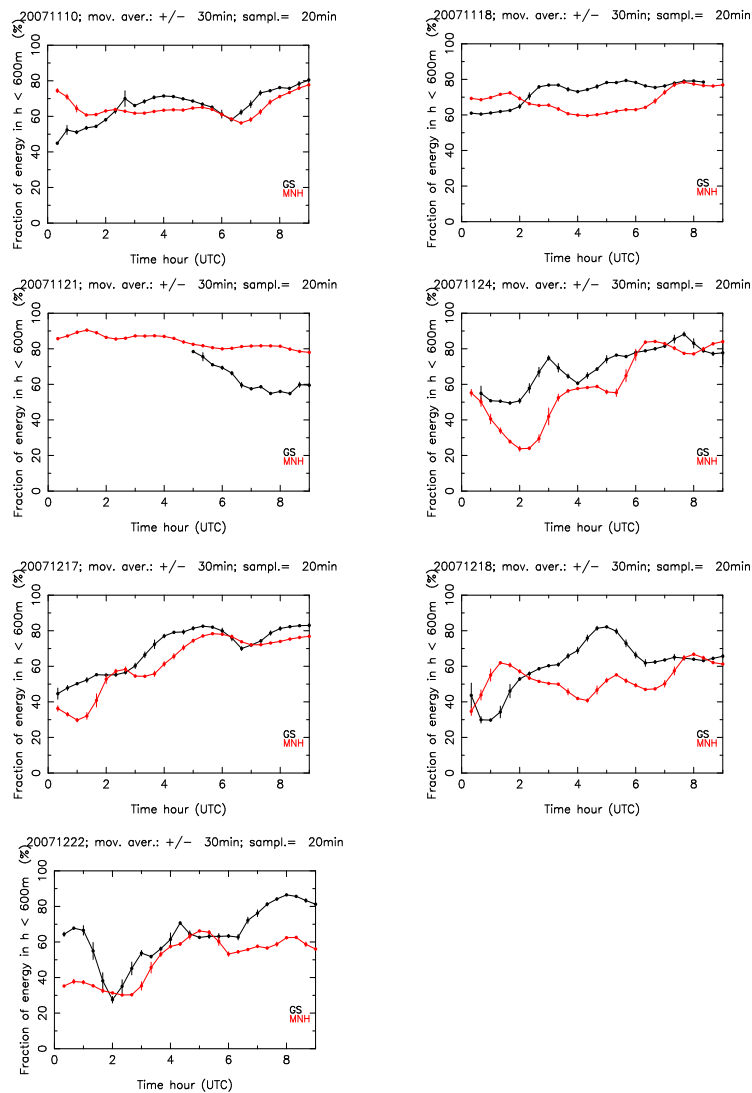 20071110; mov. aver.: +/− 30min; sampl.= 20min
Fraction of energy in h < 600m (%)
100
80
60
40
20
0
0 2 4 6 8
GS
MNH
Time hour (UTC)
20071118; mov. aver.: +/− 30min; sampl.= 20min
Fraction of energy in h < 600m (%)
100
80
60
40
20
0
0 2 4 6 8
GS
MNH
Time hour (UTC)
20071121; mov. aver.: +/− 30min; sampl.= 20min
Fraction of energy in h < 600m (%)
100
80
60
40
20
0
0 2 4 6 8
GS
MNH
Time hour (UTC)
20071124; mov. aver.: +/− 30min; sampl.= 20min
Fraction of energy in h < 600m (%)
100
80
60
40
20
0
0 2 4 6 8
GS
MNH
Time hour (UTC)
20071217; mov. aver.: +/− 30min; sampl.= 20min
Fraction of energy in h < 600m (%)
100
80
60
40
20
0
0 2 4 6 8
GS
MNH
Time hour (UTC)
20071218; mov. aver.: +/− 30min; sampl.= 20min
Fraction of energy in h < 600m (%)
100
80
60
40
20
0
0 2 4 6 8
GS
MNH
Time hour (UTC)
20071222; mov. aver.: +/− 30min; sampl.= 20min
Fraction of energy in h < 600m (%)
100
80
60
40
20
0
0 2 4 6 8
GS
MNH
Time hour (UTC)